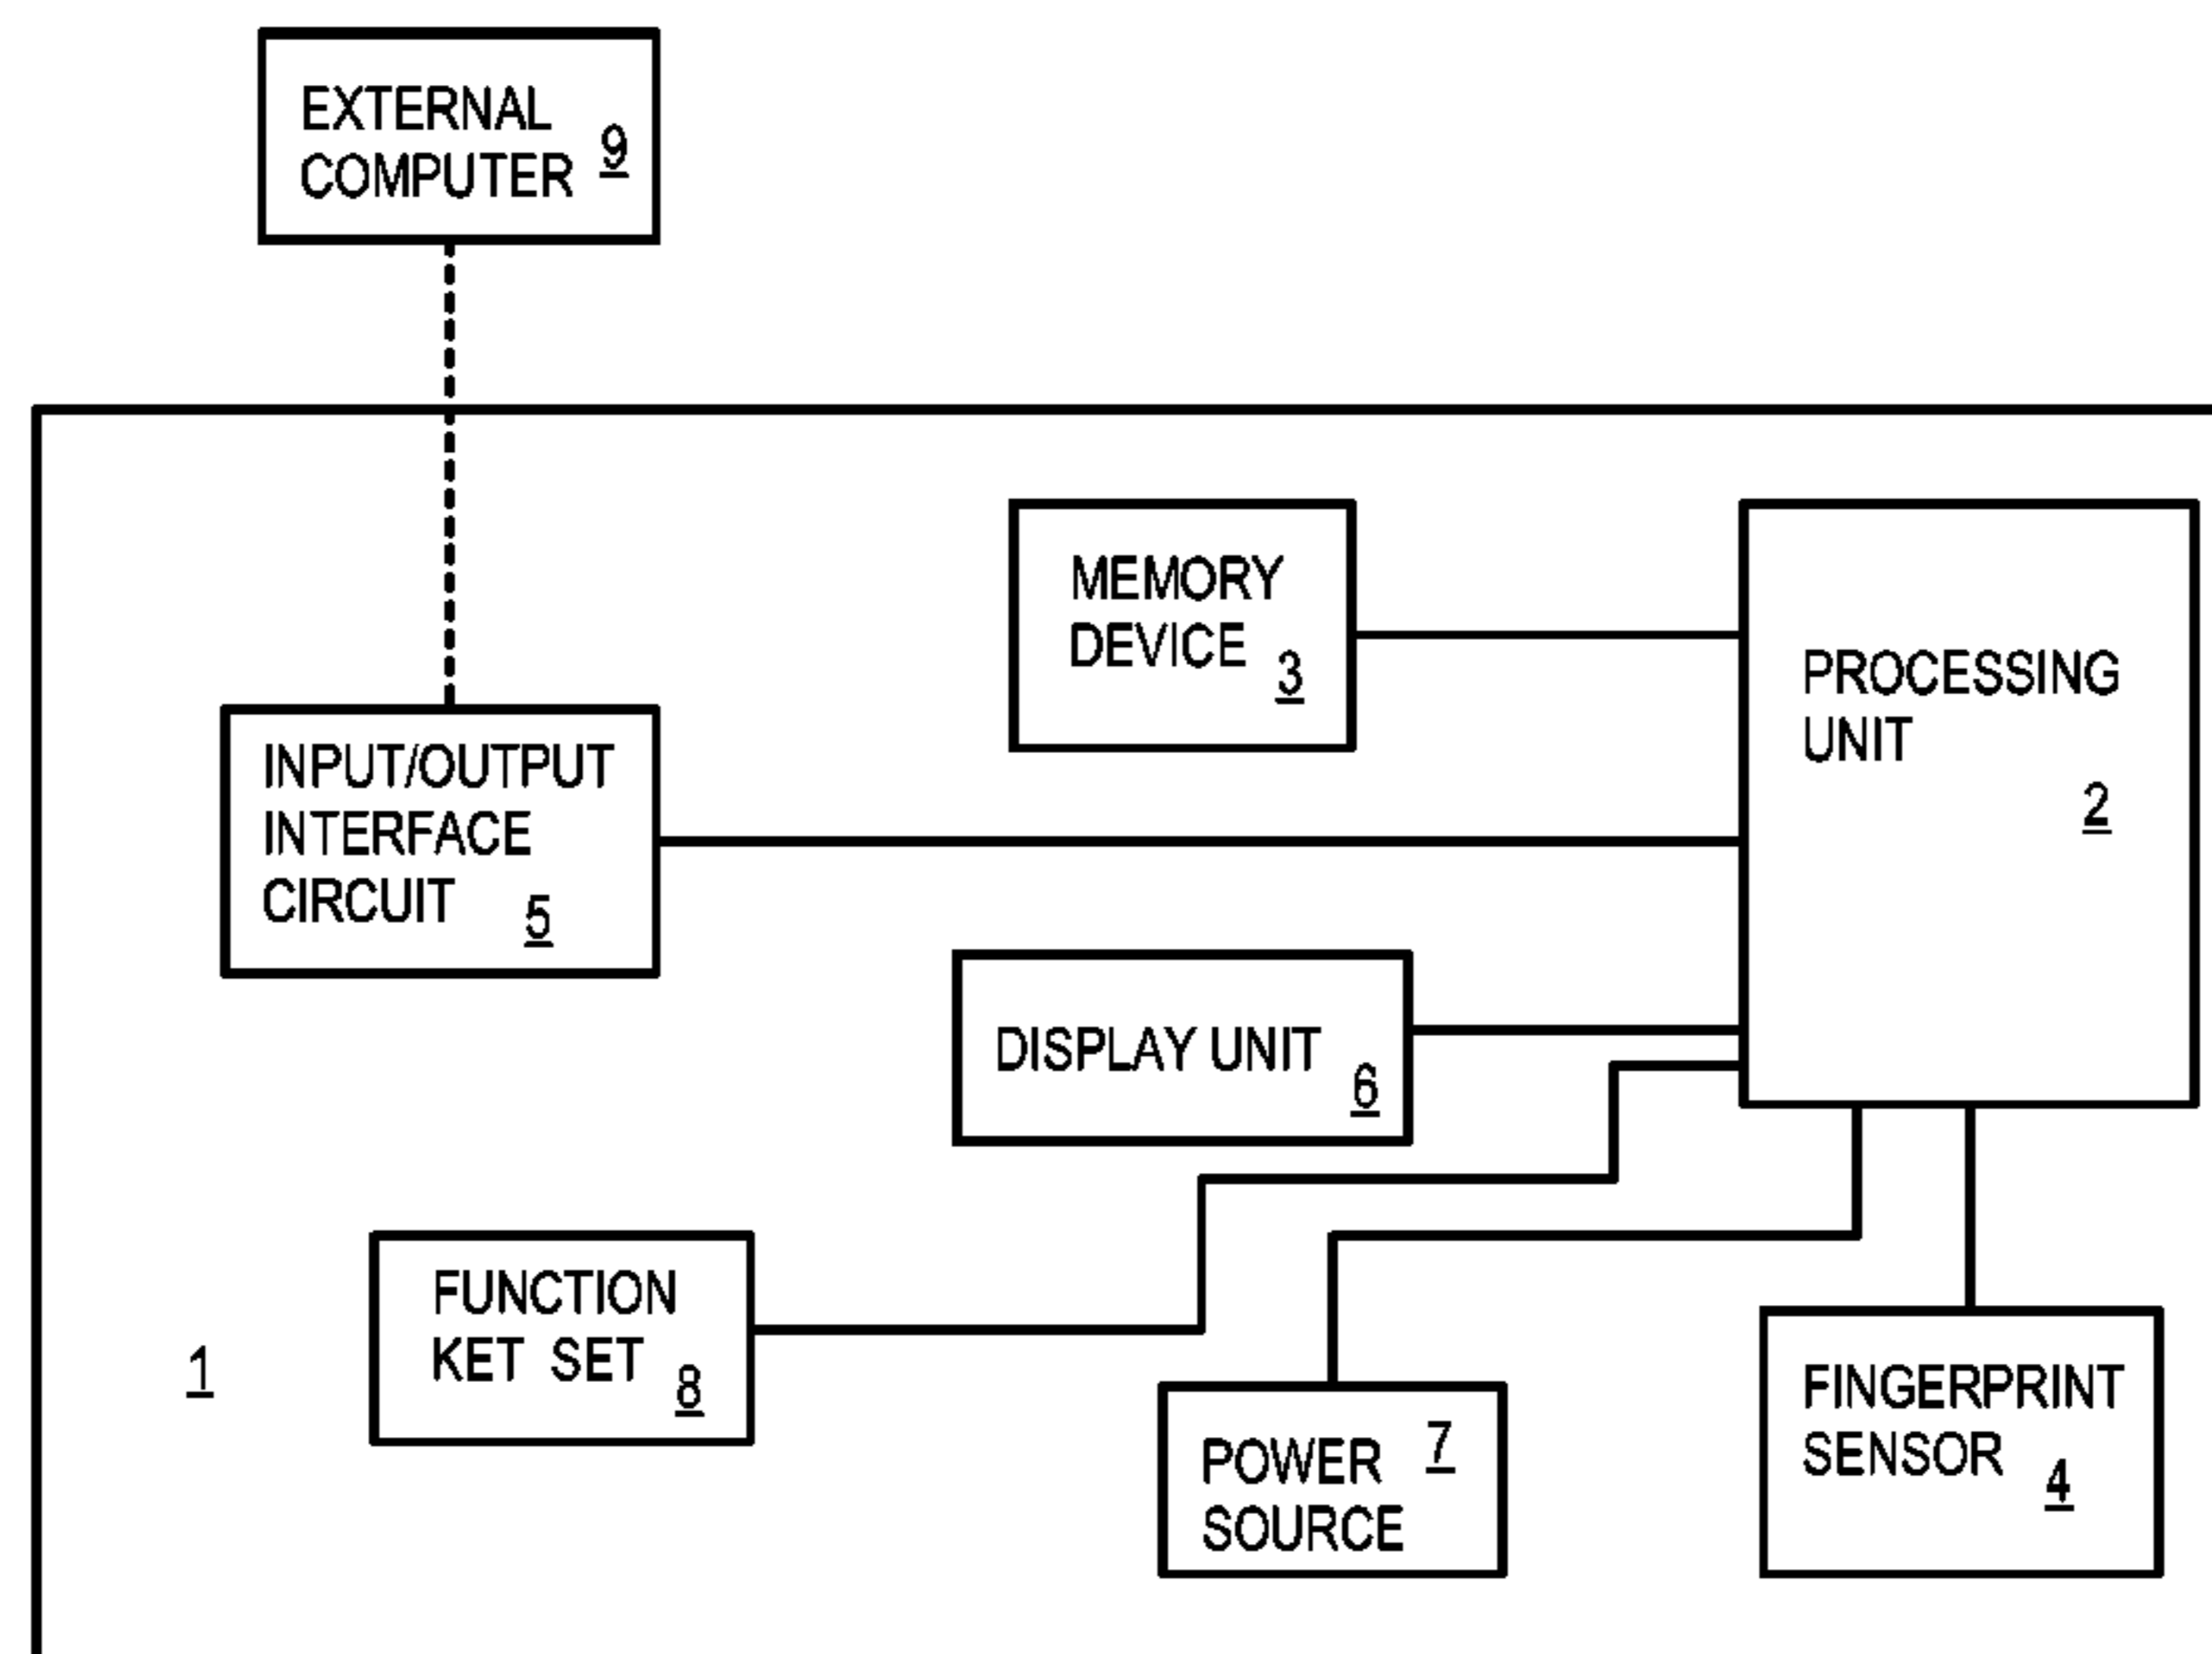 EXTERNAL
COMPUTER 9
MEMORY
DEVICE 3
PROCESSING
UNIT
2
INPUT/OUTPUT
INTERFACE
CIRCUIT 5
DISPLAY UNIT 6
FUNCTION
KET SET 8
1
POWER 7
SOURCE
FINGERPRINT
SENSOR 4